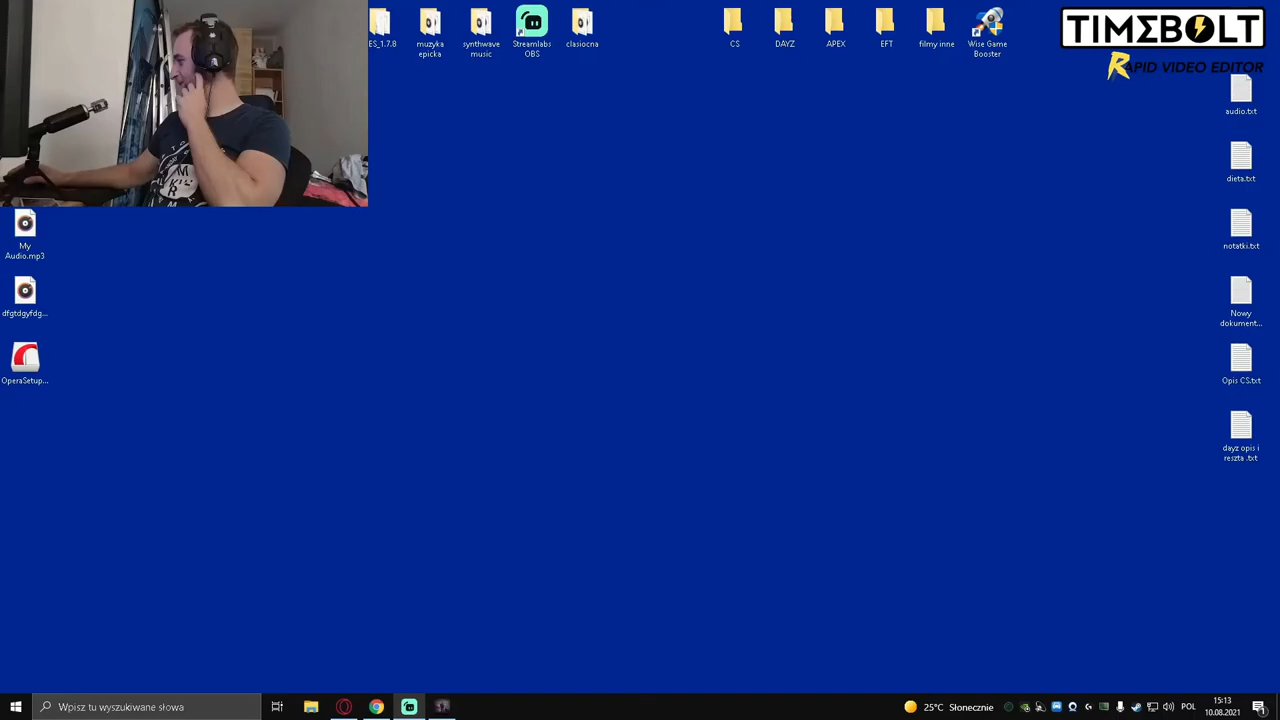 ES_1.7.8
muzyka
epicka
synthwave
music
Streamlabs
OBS
clasiocna
CS
DAYZ
APEX
EFT
filmy inne
Wise Game
Booster
TIMEBOLT
RAPID VIDEO EDITOR
audio.txt
dieta.txt
notatki.txt
Nowy
dokument...
Opis CS.txt
dayz opis i
reszta .txt
My
Audio.mp3
dfgtdgyfdg...
OperaSetup...
Wpisz tu wyszukiwane słowa
25°C Słonecznie
POL
15:13
10.08.2021
1